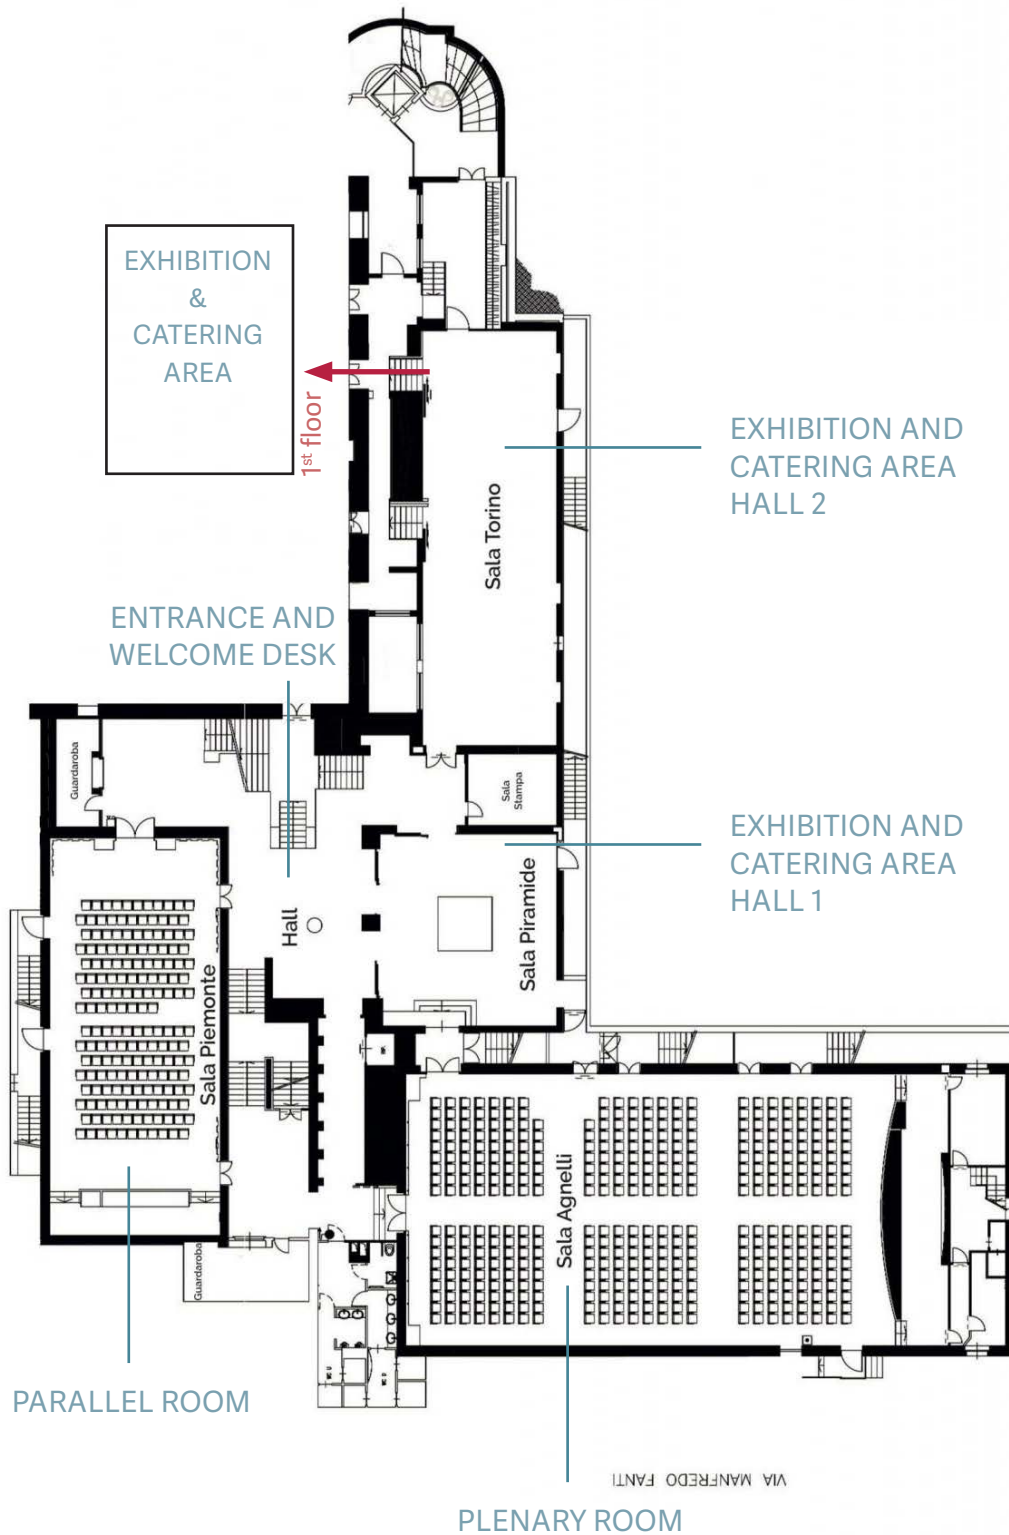 EXHIBITION
&
CATERING
AREA
1st floor
EXHIBITION AND
CATERING AREA
HALL 2
Sala Torino
ENTRANCE AND
WELCOME DESK
Guardaroba
Sala
Stampa
EXHIBITION AND
CATERING AREA
HALL 1
Sala Piramide
Hall
Sala Piemonte
Sala Agnelli
Guardaroba
PARALLEL ROOM
VIA MANFREDO FANTI
PLENARY ROOM